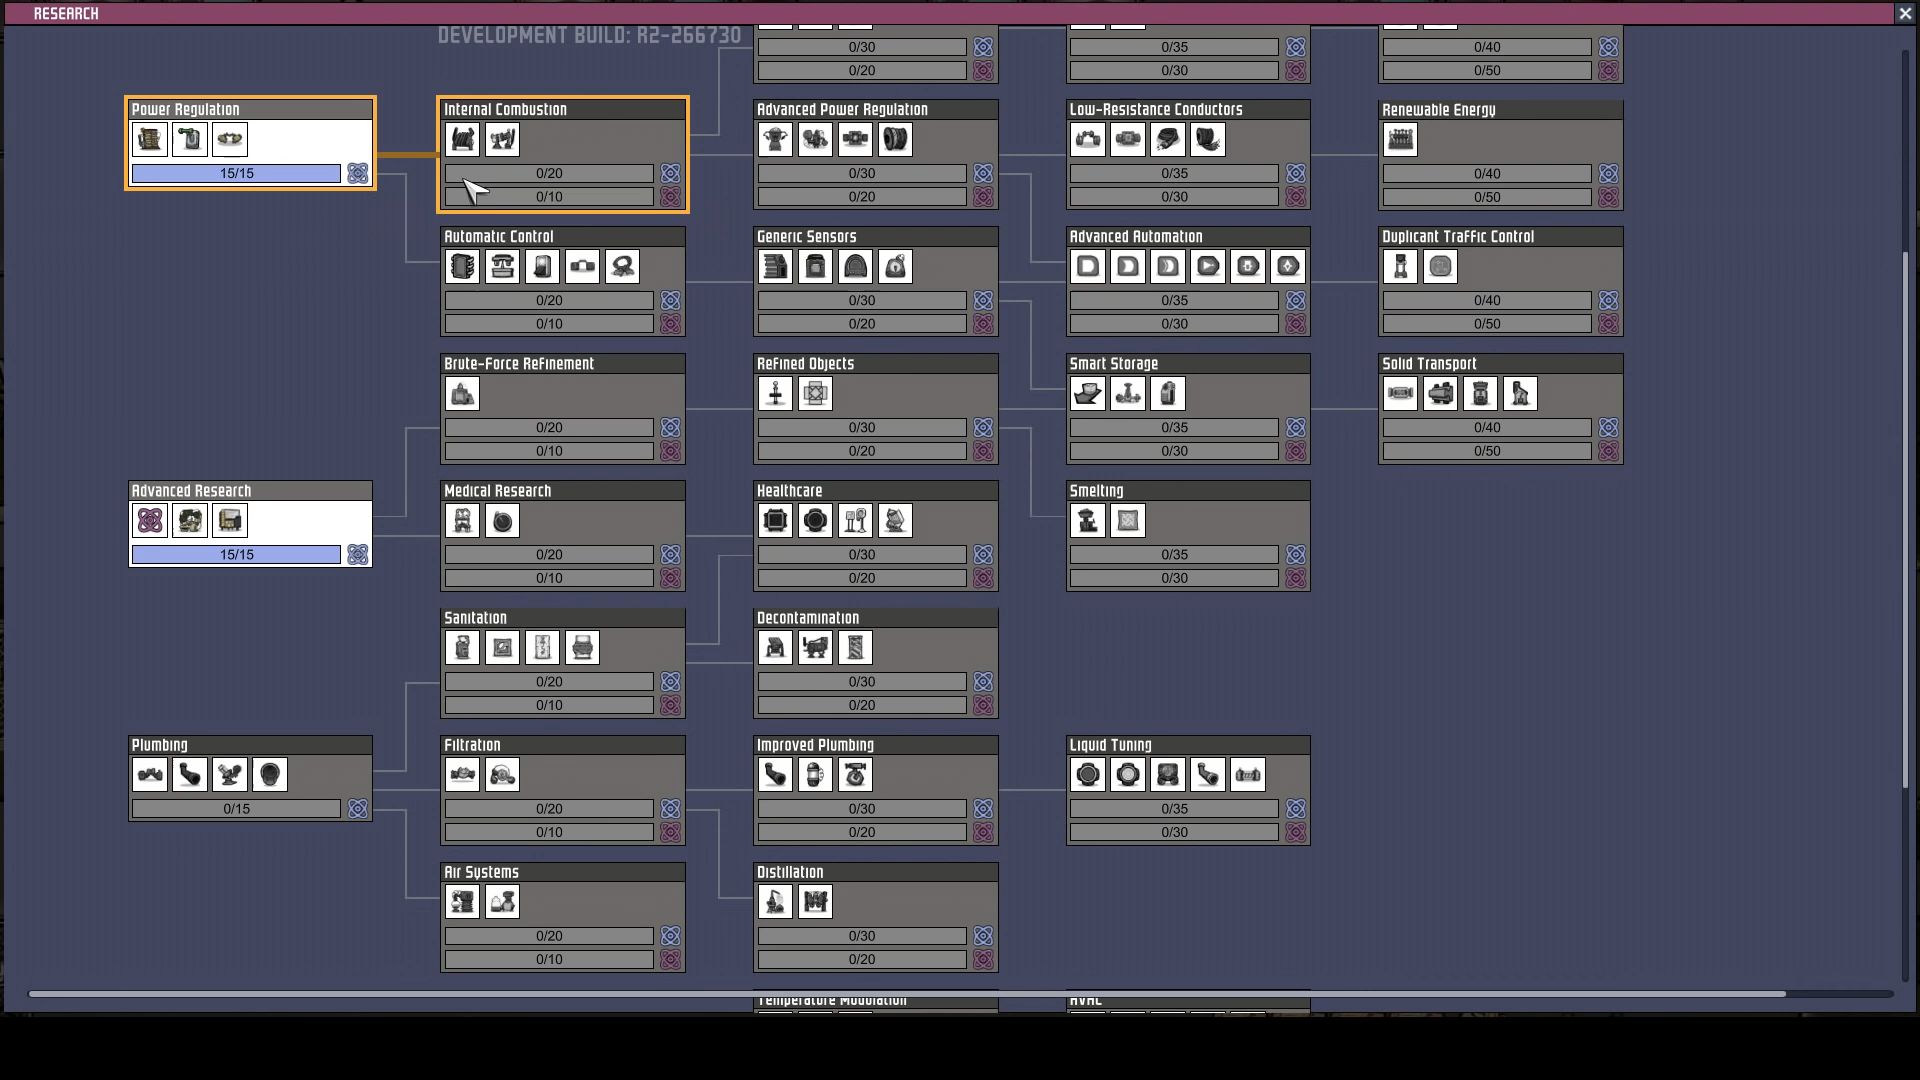 RESEARCH
DEVELOPMENT BUILD: R2-266730
0/30
0/20
0/35
0/30
0/40
0/50
Power Regulation
15/15
Internal Combustion
0/20
0/10
Advanced Power Regulation
0/30
0/20
Low-Resistance Conductors
0/35
0/30
Renewable Energy
0/40
0/50
Automatic Control
0/20
0/10
Generic Sensors
0/30
0/20
Advanced Automation
0/35
0/30
Duplicant Traffic Control
0/40
0/50
Brute-Force Refinement
0/20
0/10
Refined Objects
0/30
0/20
Smart Storage
0/35
0/30
Solid Transport
0/40
0/50
Advanced Research
15/15
Medical Research
0/20
0/10
Healthcare
0/30
0/20
Smelting
0/35
0/30
Sanitation
0/20
0/10
Decontamination
0/30
0/20
Plumbing
0/15
Filtration
0/20
0/10
Improved Plumbing
0/30
0/20
Liquid Tuning
0/35
0/30
Air Systems
0/20
0/10
Distillation
0/30
0/20
Temperature Modulation
HVAC